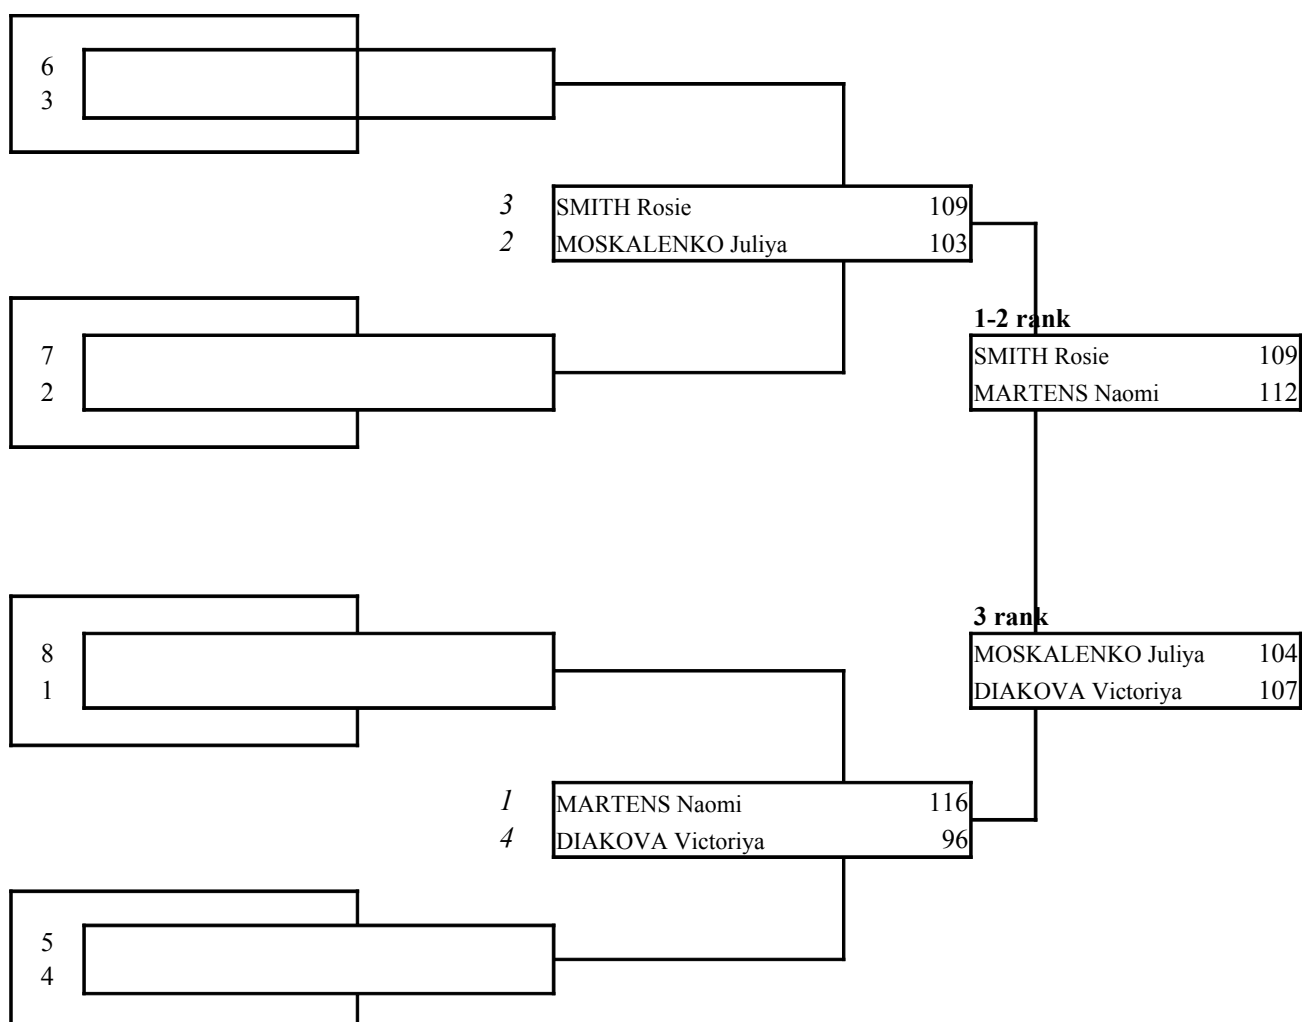 6
3
3 SMITH Rosie 109
2 MOSKALENKO Juliya 103
1-2 rank
7 SMITH Rosie 109
2 MARTENS Naomi 112
3 rank
8 MOSKALENKO Juliya 104
1 DIAKOVA Victoriya 107
1 MARTENS Naomi 116
4 DIAKOVA Victoriya 96
5
4